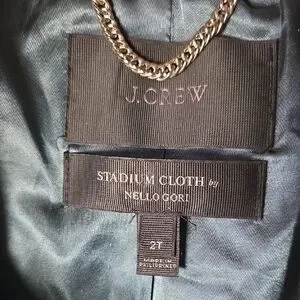 J.CREW
STADIUM CLOTH by
NELLO GORI
2T
MADE IN
PHILIPPINES